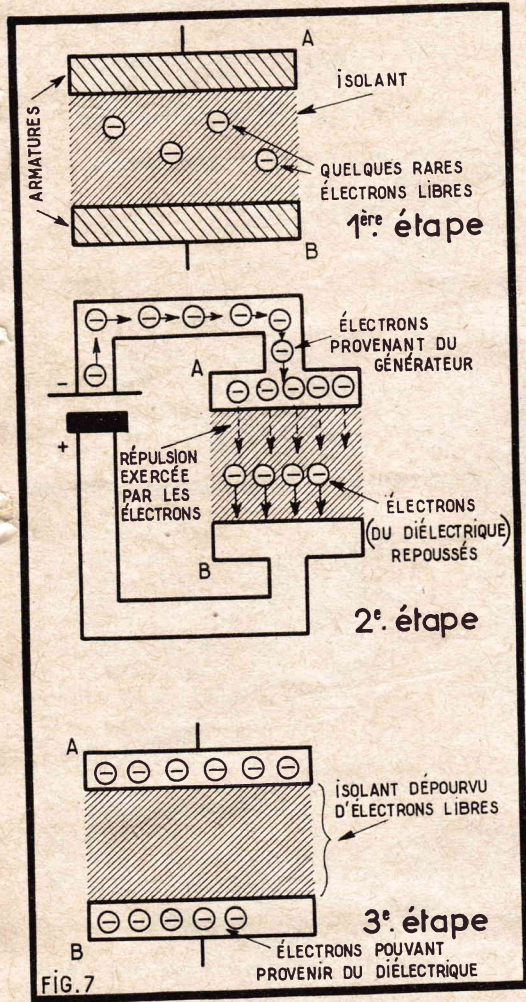 A
ISOLANT
ARMATURES
QUELQUES RARES
ÉLECTRONS LIBRES
1ère étape
B
ÉLECTRONS
PROVENANT DU
GÉNÉRATEUR
A
-
+
RÉPULSION
EXERCÉE
PAR LES
ÉLECTRONS
ÉLECTRONS
(DU DIÉLECTRIQUE)
REPOUSSÉS
B
2e. étape
A
ISOLANT DÉPOURVU
D'ÉLECTRONS LIBRES
3e. étape
B
ÉLECTRONS POUVANT
PROVENIR DU DIÉLECTRIQUE
FIG.7